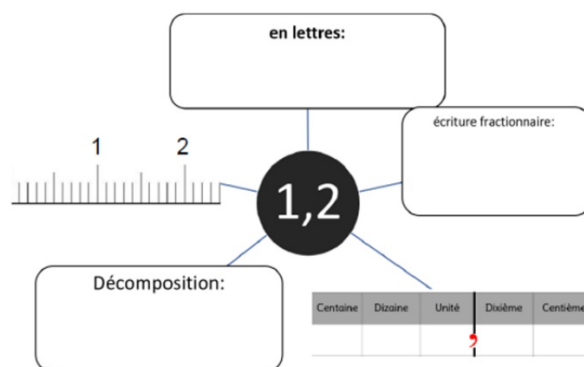 en lettres:
écriture fractionnaire:
1 2
1,2
Décomposition:
Centaine Dizaine Unité Dixième Centième
,